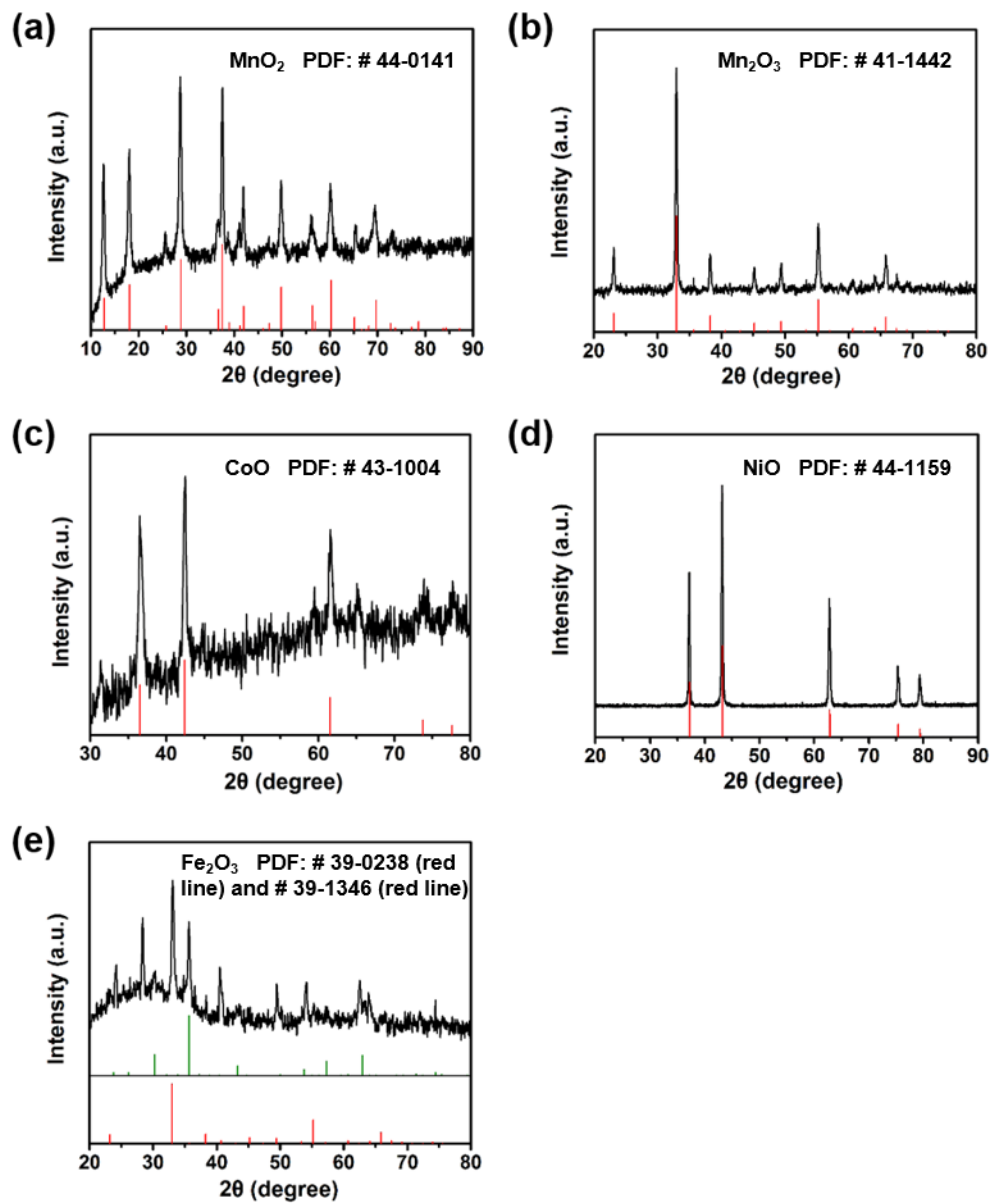 (a)
MnO₂ PDF: # 44-0141
Intensity (a.u.)
10 20 30 40 50 60 70 80 90
2θ (degree)
(b)
Mn₂O₃ PDF: # 41-1442
Intensity (a.u.)
20 30 40 50 60 70 80
2θ (degree)
(c)
CoO PDF: # 43-1004
Intensity (a.u.)
30 40 50 60 70 80
2θ (degree)
(d)
NiO PDF: # 44-1159
Intensity (a.u.)
20 30 40 50 60 70 80 90
2θ (degree)
(e)
Fe₂O₃ PDF: # 39-0238 (red
line) and # 39-1346 (red line)
Intensity (a.u.)
20 30 40 50 60 70 80
2θ (degree)